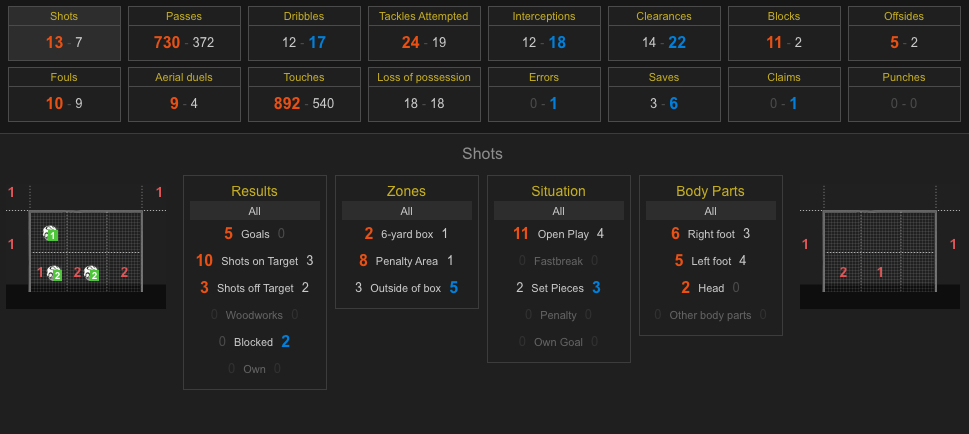 Shots Passes Dribbles Tackles Attempted Interceptions Clearances Blocks Offsides
13 - 7 730 - 372 12 - 17 24 - 19 12 - 18 14 - 22 11 - 2 5 - 2
Fouls Aerial duels Touches Loss of possession Errors Saves Claims Punches
10 - 9 9 - 4 892 - 540 18 - 18 0 - 1 3 - 6 0 - 1 0 - 0
Shots
1 1
1
1
1 2 2 2 2
Results
All
5 Goals 0
10 Shots on Target 3
3 Shots off Target 2
0 Woodworks 0
0 Blocked 2
0 Own 0
Zones
All
2 6-yard box 1
8 Penalty Area 1
3 Outside of box 5
Situation
All
11 Open Play 4
0 Fastbreak 0
2 Set Pieces 3
0 Penalty 0
0 Own Goal 0
Body Parts
All
6 Right foot 3
5 Left foot 4
2 Head 0
0 Other body parts 0
1 1
2 1